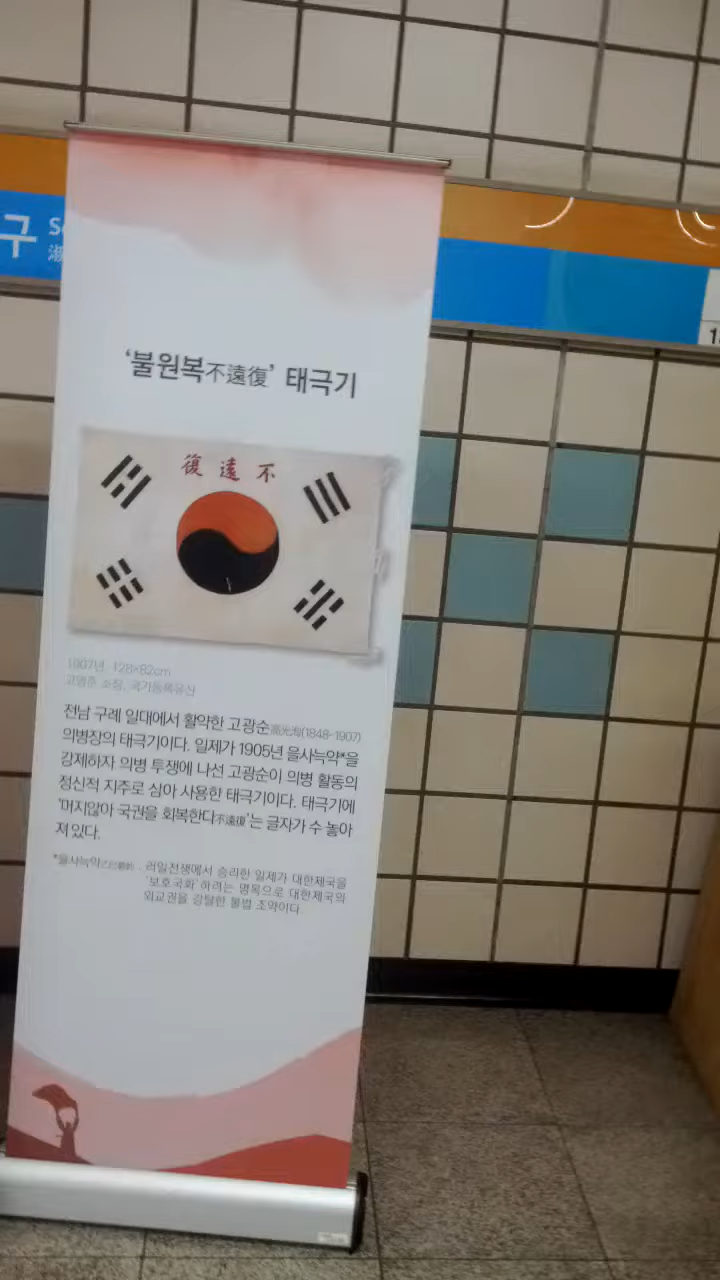 구 S
淑
'불원복不遠復' 태극기
復遠不
1907년, 128×82cm
고영준 소장, 국가등록유산
전남 구례 일대에서 활약한 고광순高光洵(1848-1907)
의병장의 태극기이다. 일제가 1905년 을사늑약*을
강제하자 의병 투쟁에 나선 고광순이 의병 활동의
정신적 지주로 삼아 사용한 태극기이다. 태극기에
'머지않아 국권을 회복한다不遠復'는 글자가 수 놓아
져 있다.
*을사늑약乙巳勒約 : 러일전쟁에서 승리한 일제가 대한제국을
'보호국화' 하려는 명목으로 대한제국의
외교권을 강탈한 불법 조약이다.